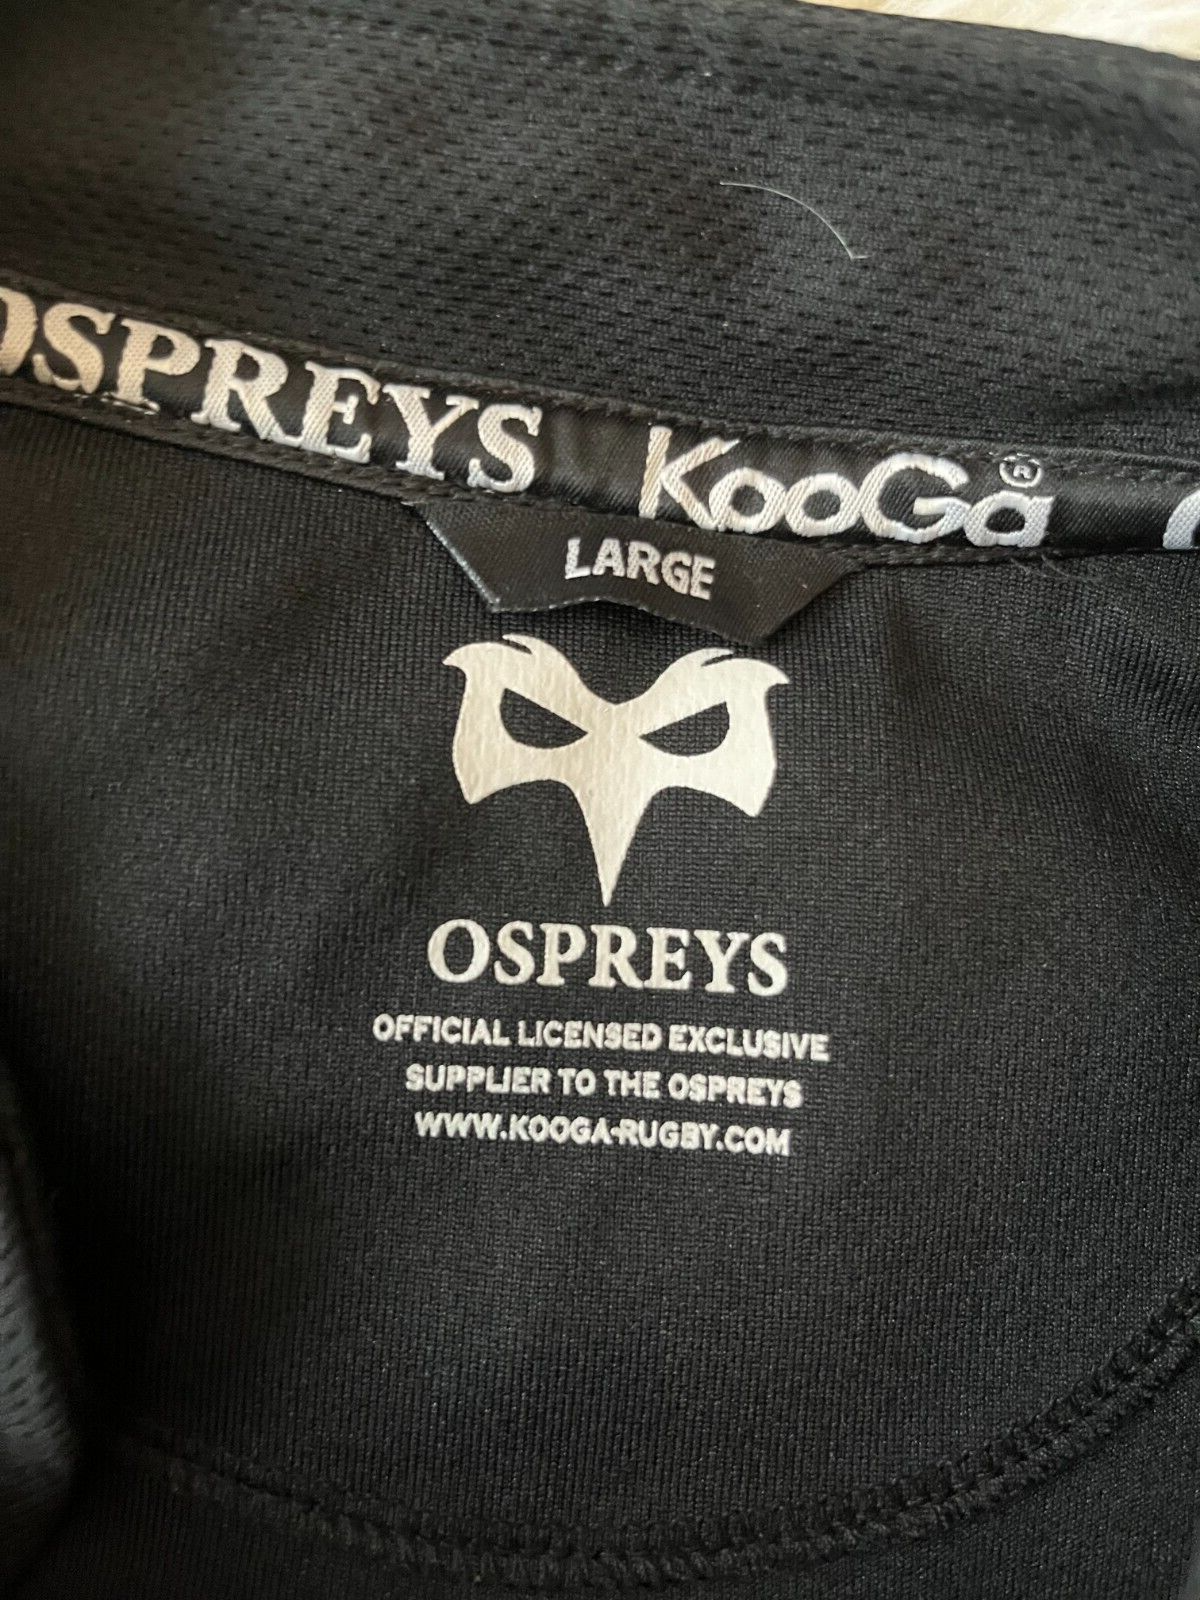 OSPREYS KooGa®
LARGE
OSPREYS
OFFICIAL LICENSED EXCLUSIVE
SUPPLIER TO THE OSPREYS
WWW.KOOGA-RUGBY.COM